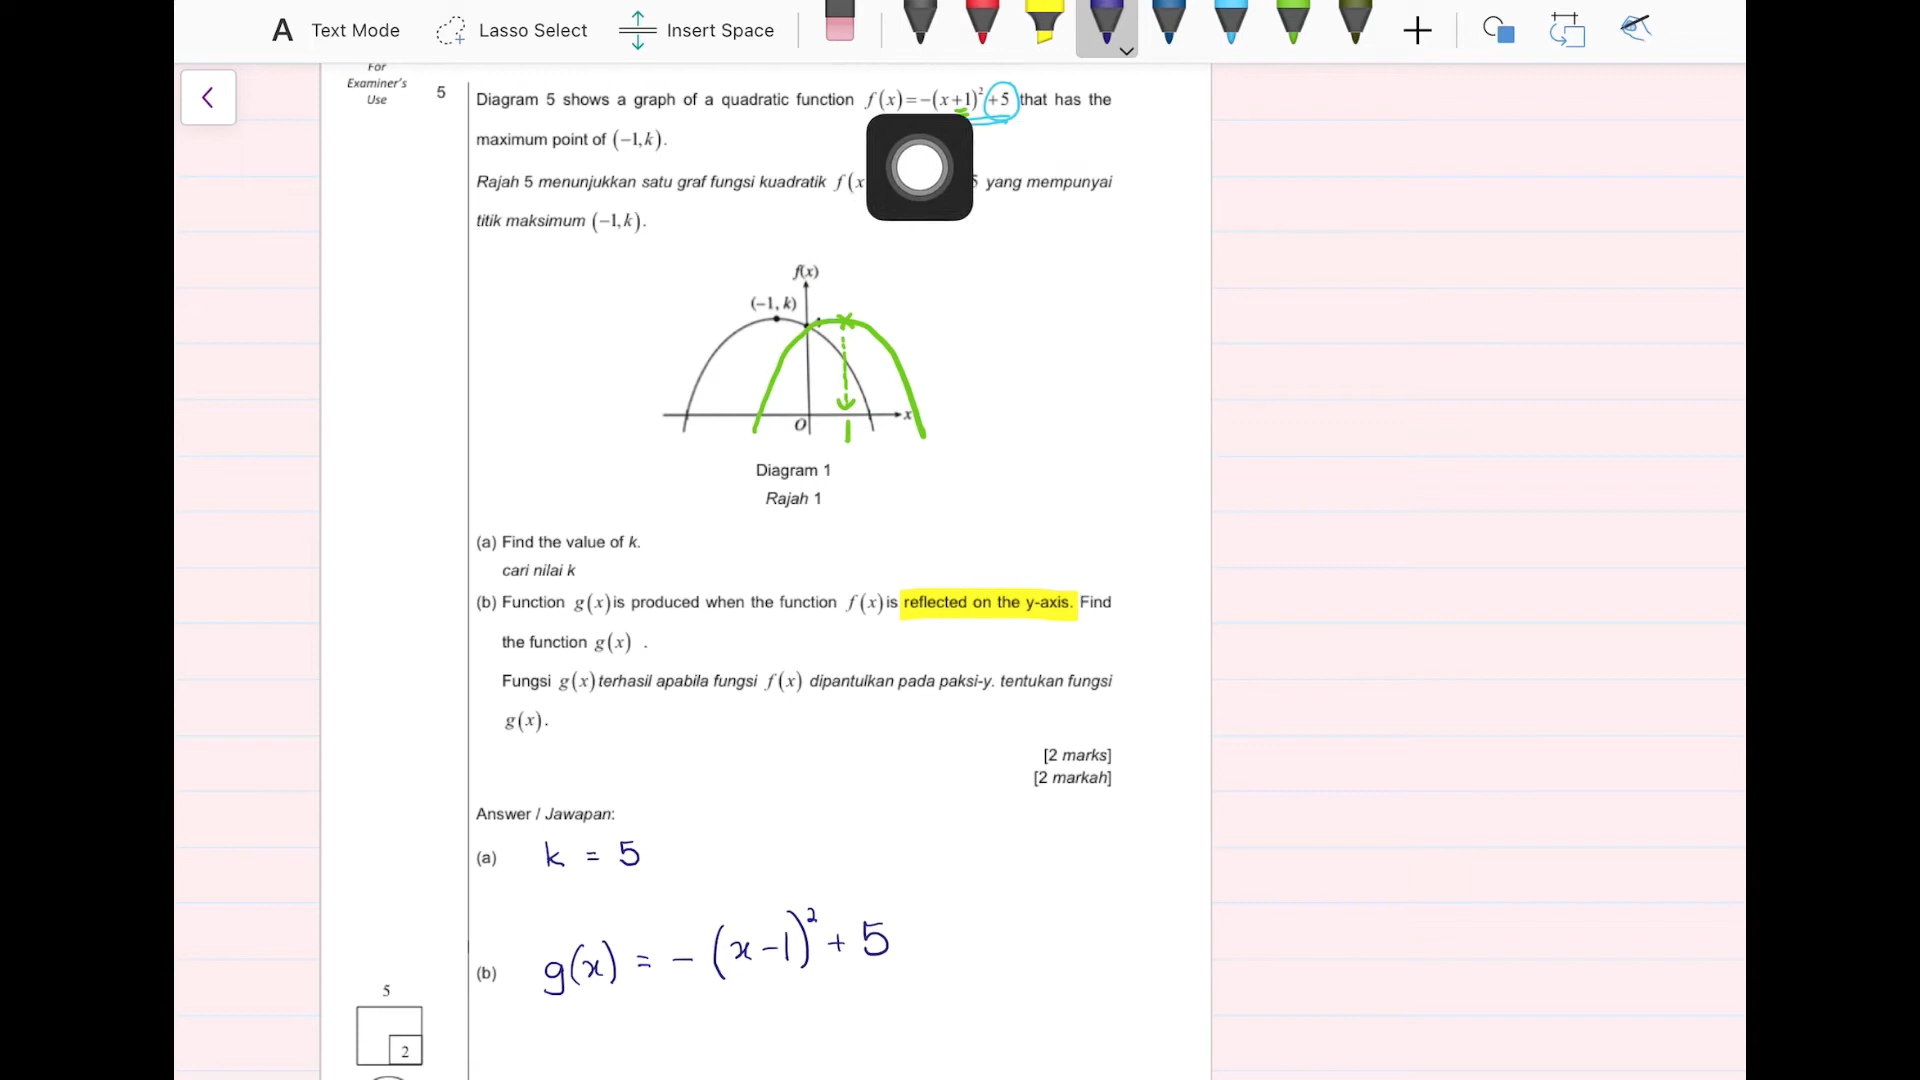 A Text Mode Lasso Select Insert Space
For
Examiner's
Use
5 Diagram 5 shows a graph of a quadratic function f(x)=−(x+1)²+5 that has the
maximum point of (−1,k).
Rajah 5 menunjukkan satu graf fungsi kuadratik f(x 5 yang mempunyai
titik maksimum (−1,k).
f(x)
(−1, k)
O x
1
Diagram 1
Rajah 1
(a) Find the value of k.
cari nilai k
(b) Function g(x) is produced when the function f(x) is reflected on the y-axis. Find
the function g(x) .
Fungsi g(x) terhasil apabila fungsi f(x) dipantulkan pada paksi-y. tentukan fungsi
g(x).
[2 marks]
[2 markah]
Answer / Jawapan:
(a) k = 5
(b) g(x) = −(x−1)²+5
5
2